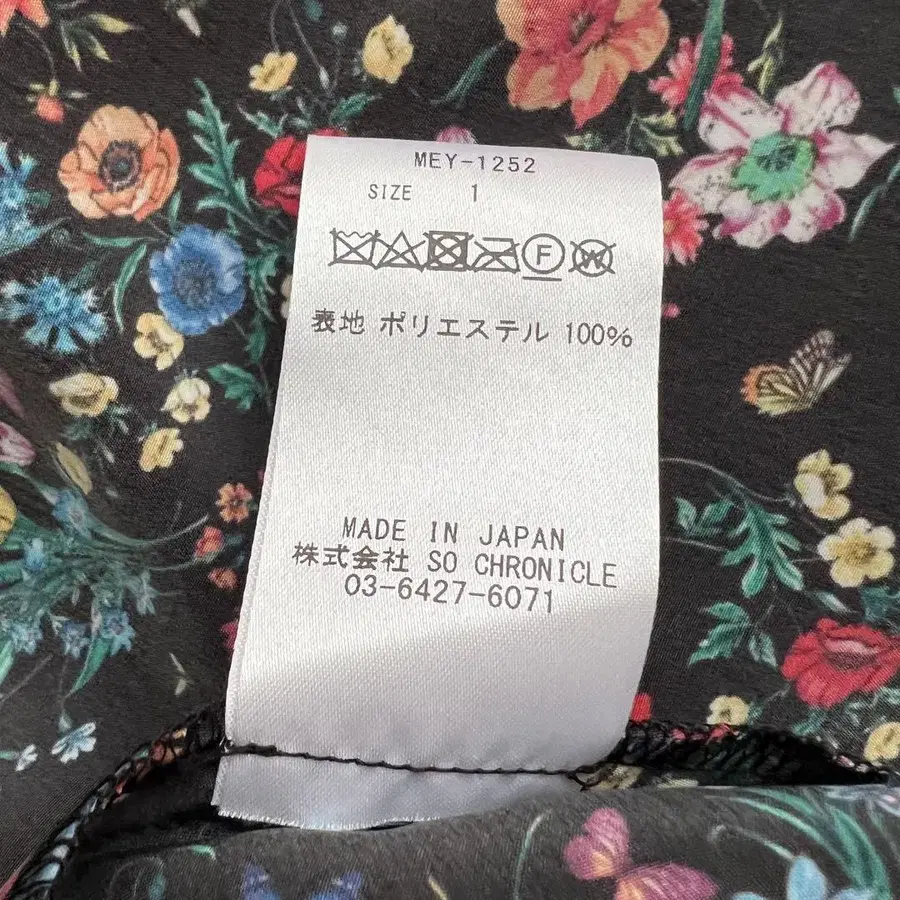 MEY-1252
SIZE 1
F W
表地 ポリエステル 100%
MADE IN JAPAN
株式会社 SO CHRONICLE
03-6427-6071